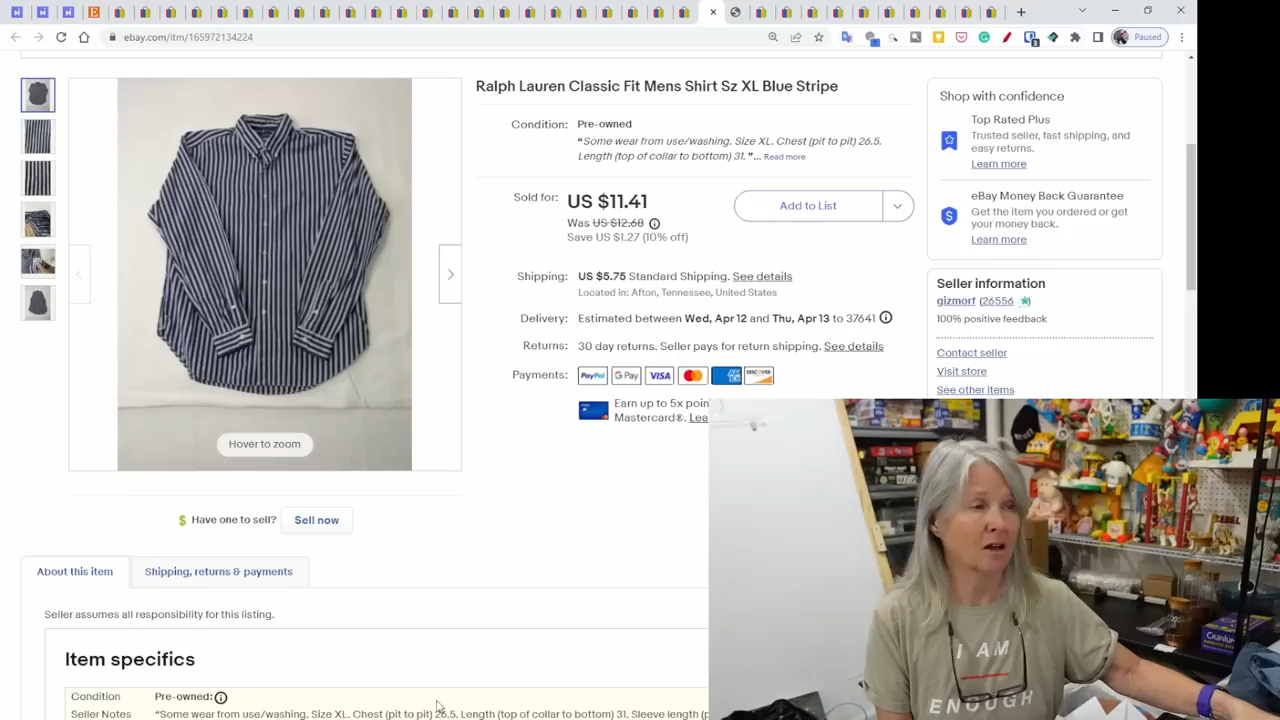 ebay.com/itm/165972134224
Paused
Ralph Lauren Classic Fit Mens Shirt Sz XL Blue Stripe
Condition: Pre-owned
“Some wear from use/washing. Size XL. Chest (pit to pit) 26.5.
Length (top of collar to bottom) 31. ”... Read more
Sold for: US $11.41
Was US $12.68
Save US $1.27 (10% off)
Add to List
Shipping: US $5.75 Standard Shipping. See details
Located in: Afton, Tennessee, United States
Delivery: Estimated between Wed, Apr 12 and Thu, Apr 13 to 37641
Returns: 30 day returns. Seller pays for return shipping. See details
Payments: PayPal G Pay VISA DISCOVER
Earn up to 5x poin
Mastercard®. Lea
Hover to zoom
Have one to sell? Sell now
Shop with confidence
Top Rated Plus
Trusted seller, fast shipping, and
easy returns.
Learn more
eBay Money Back Guarantee
Get the item you ordered or get
your money back.
Learn more
Seller information
gizmorf (26556
100% positive feedback
Contact seller
Visit store
See other items
About this item
Shipping, returns & payments
Seller assumes all responsibility for this listing.
Item specifics
Condition Pre-owned:
Seller Notes “Some wear from use/washing. Size XL. Chest (pit to pit) 26.5. Length (top of collar to bottom) 31. Sleeve length (p
I AM
ENOUGH
Cranium